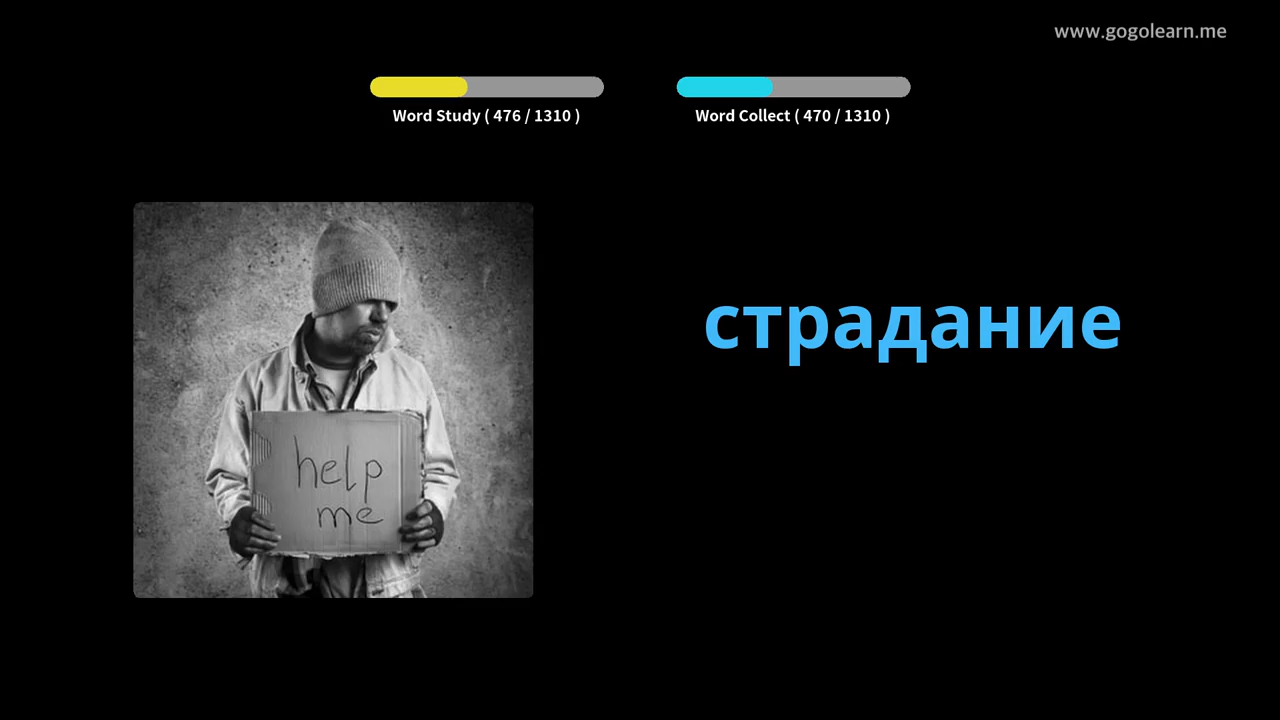 www.gogolearn.me
Word Study ( 476 / 1310 )
Word Collect ( 470 / 1310 )
страдание
help
me